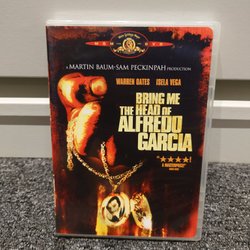 A MARTIN BAUM-SAM PECKINPAH PRODUCTION
WARREN OATES ISELA VEGA
BRING ME
THE HEAD OF
ALFREDO
GARCIA
"★★★★!
A MASTERPIECE"